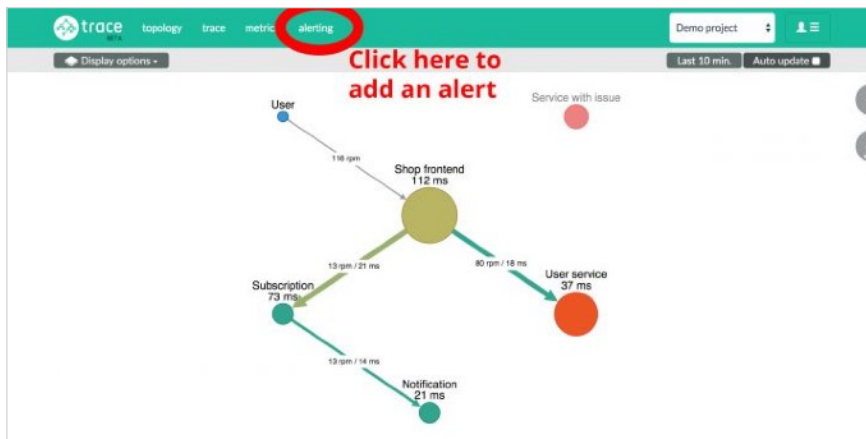 trace topology trace metric alerting Demo project
BETA
Display options
Click here to
add an alert
Last 10 min. Auto update
User
Service with issue
116 rpm
Shop frontend
112 ms
13 rpm / 21 ms
80 rpm / 18 ms
Subscription
73 ms
User service
37 ms
13 rpm / 14 ms
Notification
21 ms